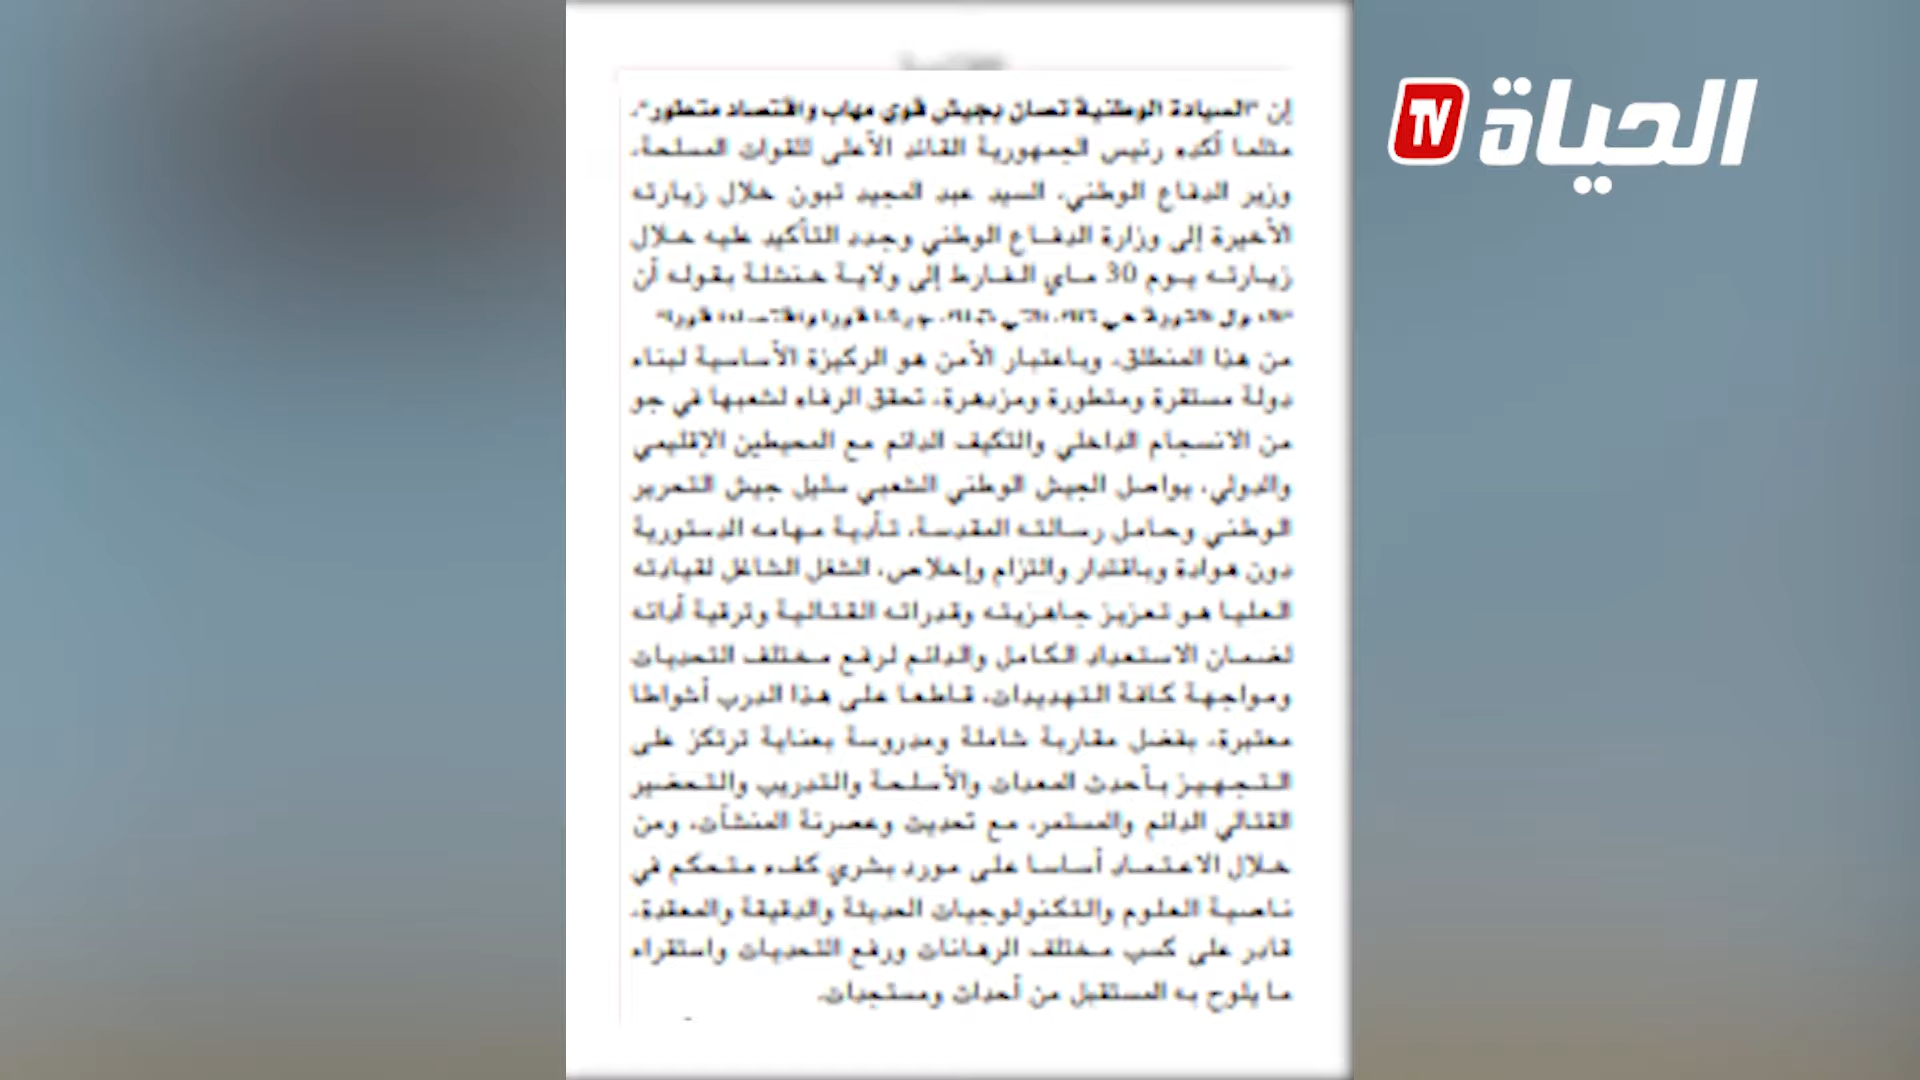 الحياة TV
إن "السيادة الوطنية تصان بجيش قوي مهاب واقتصاد متطور"،
مثلما أكده رئيس الجمهورية القائد الأعلى للقوات المسلحة،
وزير الدفاع الوطني، السيد عبد المجيد تبون خلال زيارته
الأخيرة إلى وزارة الدفاع الوطني وجدد التأكيد عليه خلال
زيارته يوم 30 ماي الفارط إلى ولاية خنشلة بقوله أن
من هذا المنطلق، وباعتبار الأمن هو الركيزة الأساسية لبناء
دولة مستقرة ومتطورة ومزدهرة، تحقق الرفاه لشعبها في جو
من الانسجام الداخلي والتكيف الدائم مع المحيطين الإقليمي
والدولي، يواصل الجيش الوطني الشعبي سليل جيش التحرير
الوطني وحامل رسالته المقدسة، تأدية مهامه الدستورية
دون هوادة وباقتدار والتزام وإخلاص، الشغل الشاغل لقيادته
العليا هو تعزيز جاهزيته وقدراته القتالية وترقية أدائه
لضمان الاستعداد الكامل والدائم لرفع مختلف التحديات
ومواجهة كافة التهديدات، قاطعا على هذا الدرب أشواطا
معتبرة، بفضل مقاربة شاملة ومدروسة بعناية ترتكز على
التجهيز بأحدث المعدات والأسلحة والتدريب والتحضير
القتالي الدائم والمستمر، مع تحديث وعصرنة المنشآت، ومن
خلال الاعتماد أساسا على مورد بشري كفء متحكم في
ناصية العلوم والتكنولوجيات الحديثة والدقيقة والمعقدة،
قادر على كسب مختلف الرهانات ورفع التحديات واستقراء
ما يلوح به المستقبل من أحداث ومستجدات.